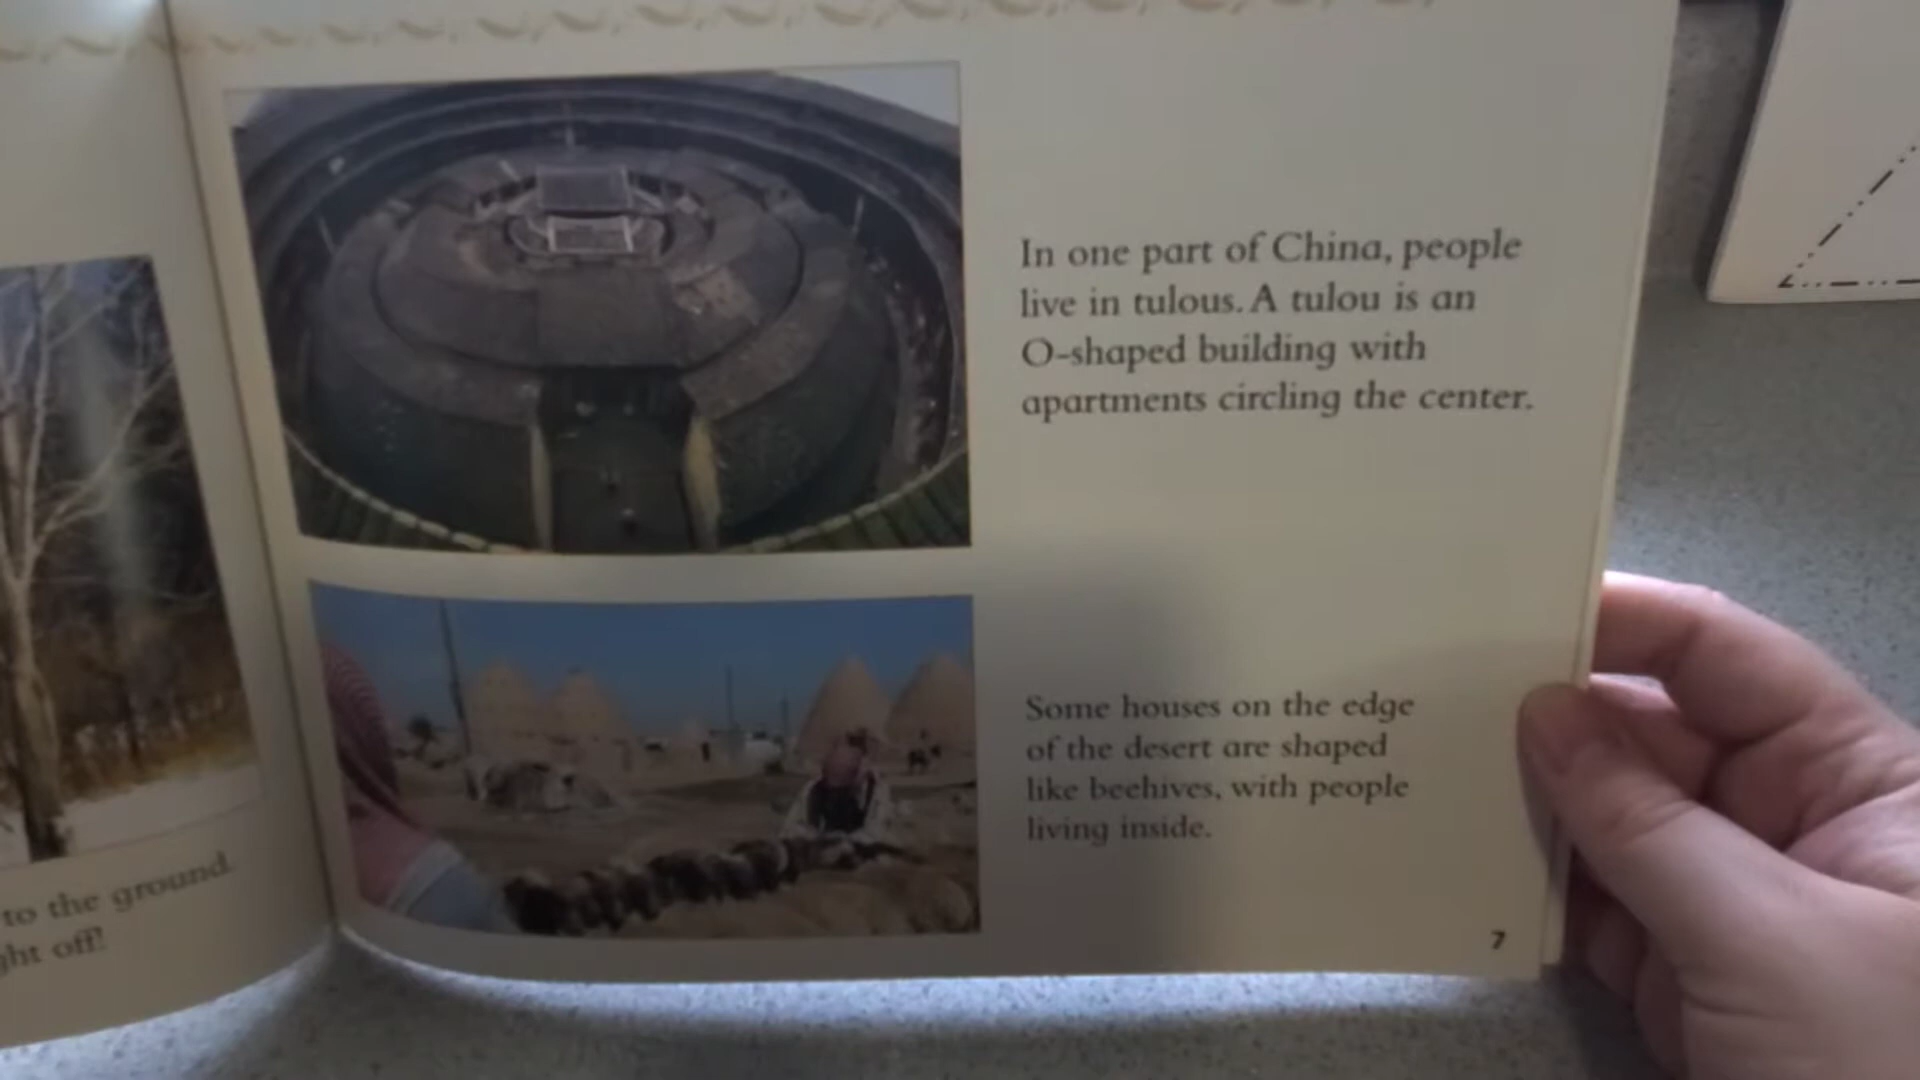 to the ground.
ght off!
In one part of China, people
live in tulous. A tulou is an
O-shaped building with
apartments circling the center.
Some houses on the edge
of the desert are shaped
like beehives, with people
living inside.
7